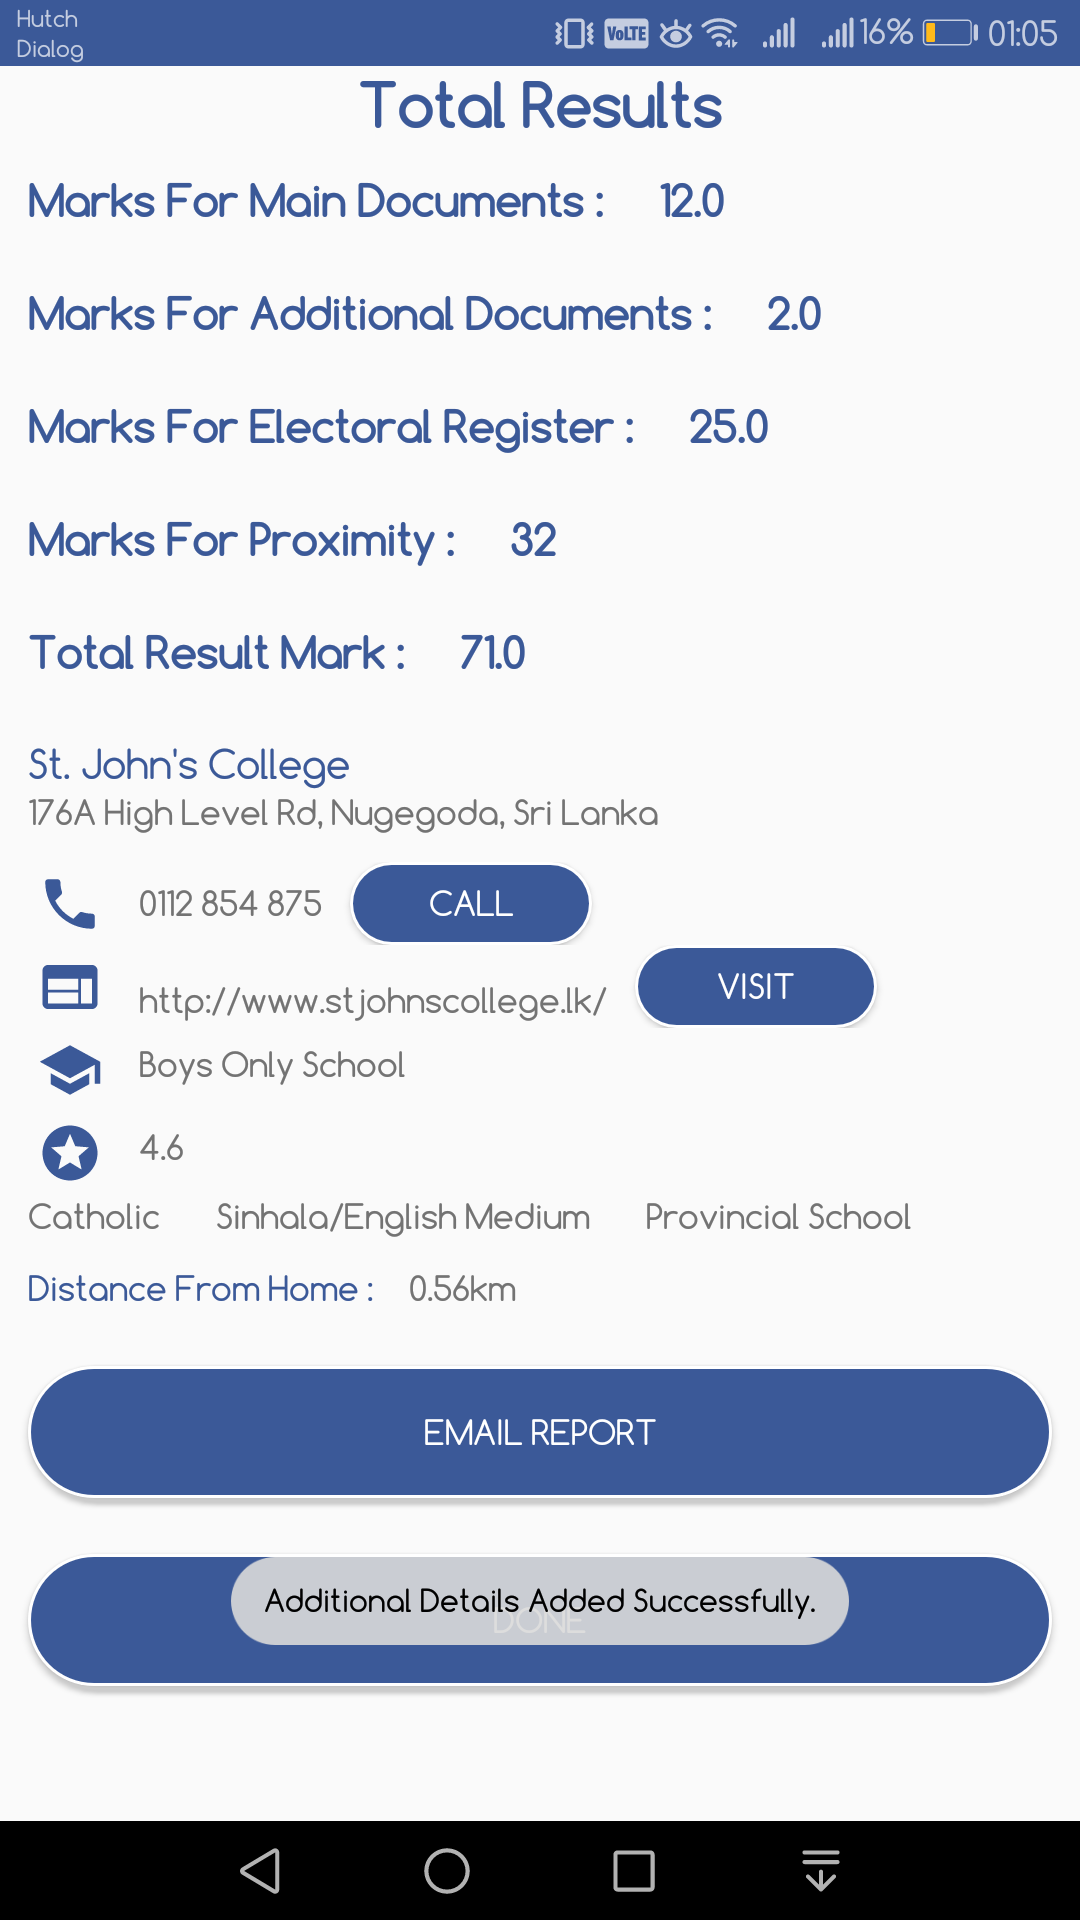 Hutch
Dialog
VoLTE
16% 01:05
Total Results
Marks For Main Documents : 12.0
Marks For Additional Documents : 2.0
Marks For Electoral Register : 25.0
Marks For Proximity : 32
Total Result Mark : 71.0
St. John's College
176A High Level Rd, Nugegoda, Sri Lanka
0112 854 875 CALL
http://www.stjohnscollege.lk/ VISIT
Boys Only School
4.6
Catholic Sinhala/English Medium Provincial School
Distance From Home : 0.56km
EMAIL REPORT
Additional Details Added Successfully.
DONE